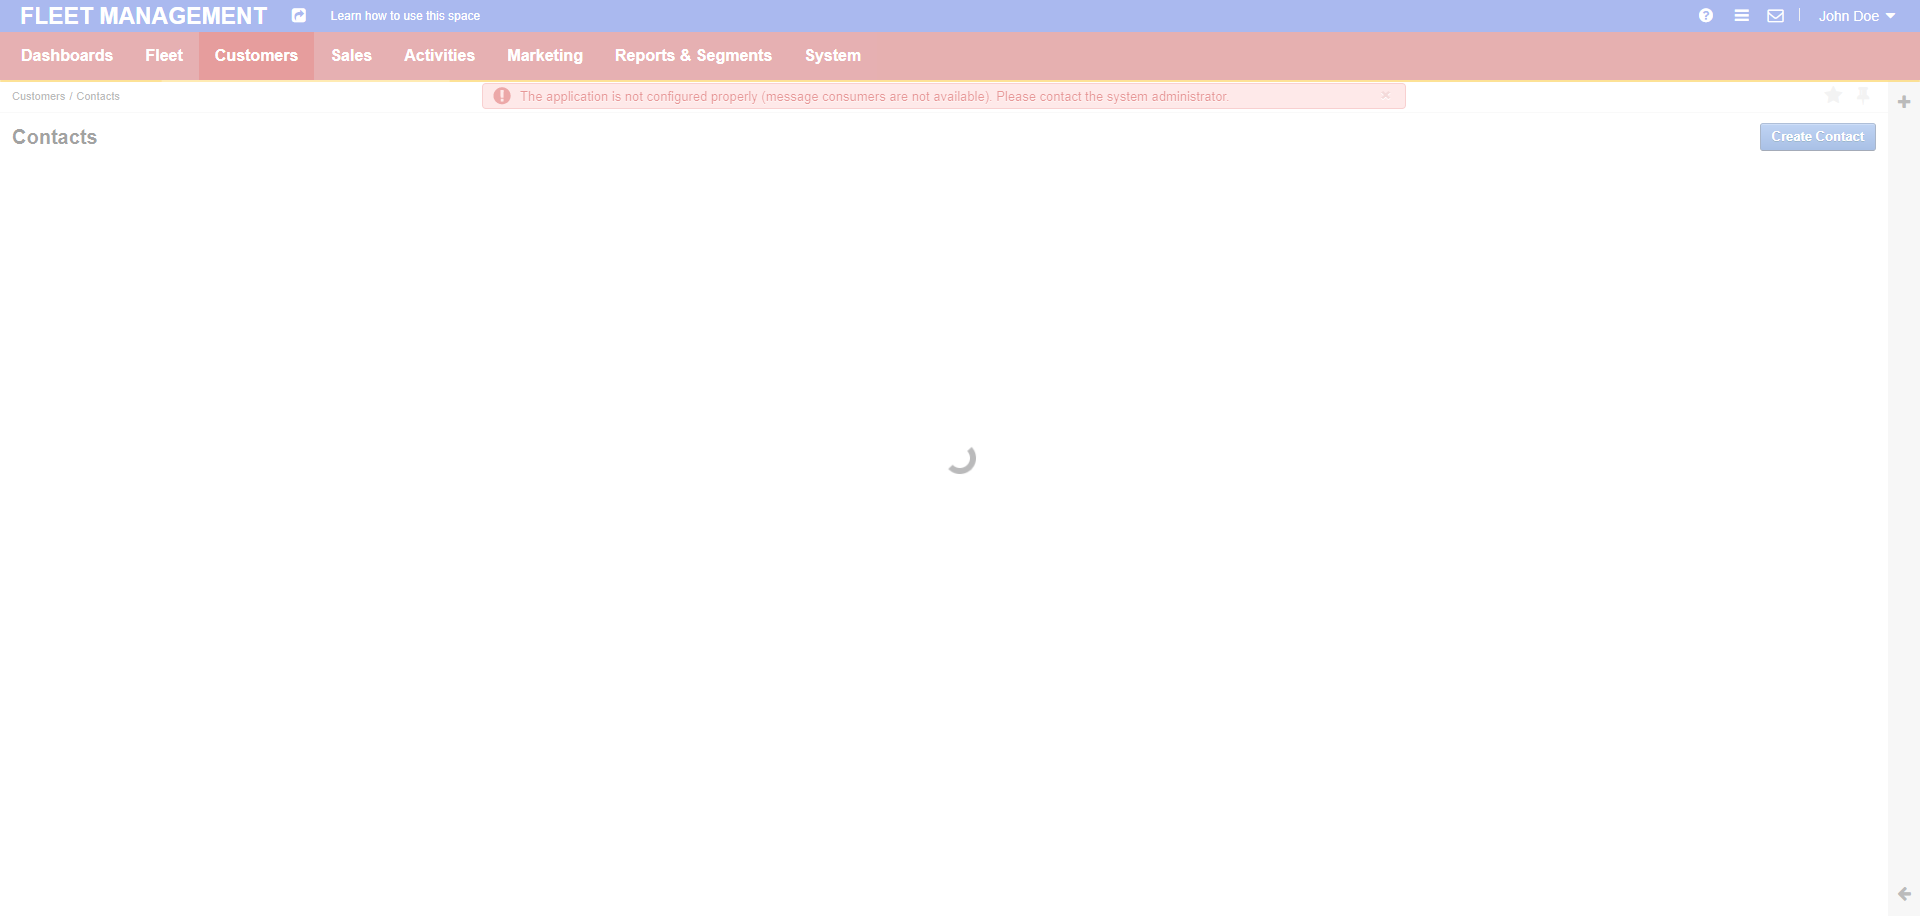 FLEET MANAGEMENT
Learn how to use this space
John Doe
Dashboards
Fleet
Customers
Sales
Activities
Marketing
Reports & Segments
System
Customers / Contacts
The application is not configured properly (message consumers are not available). Please contact the system administrator.
×
Contacts
Create Contact